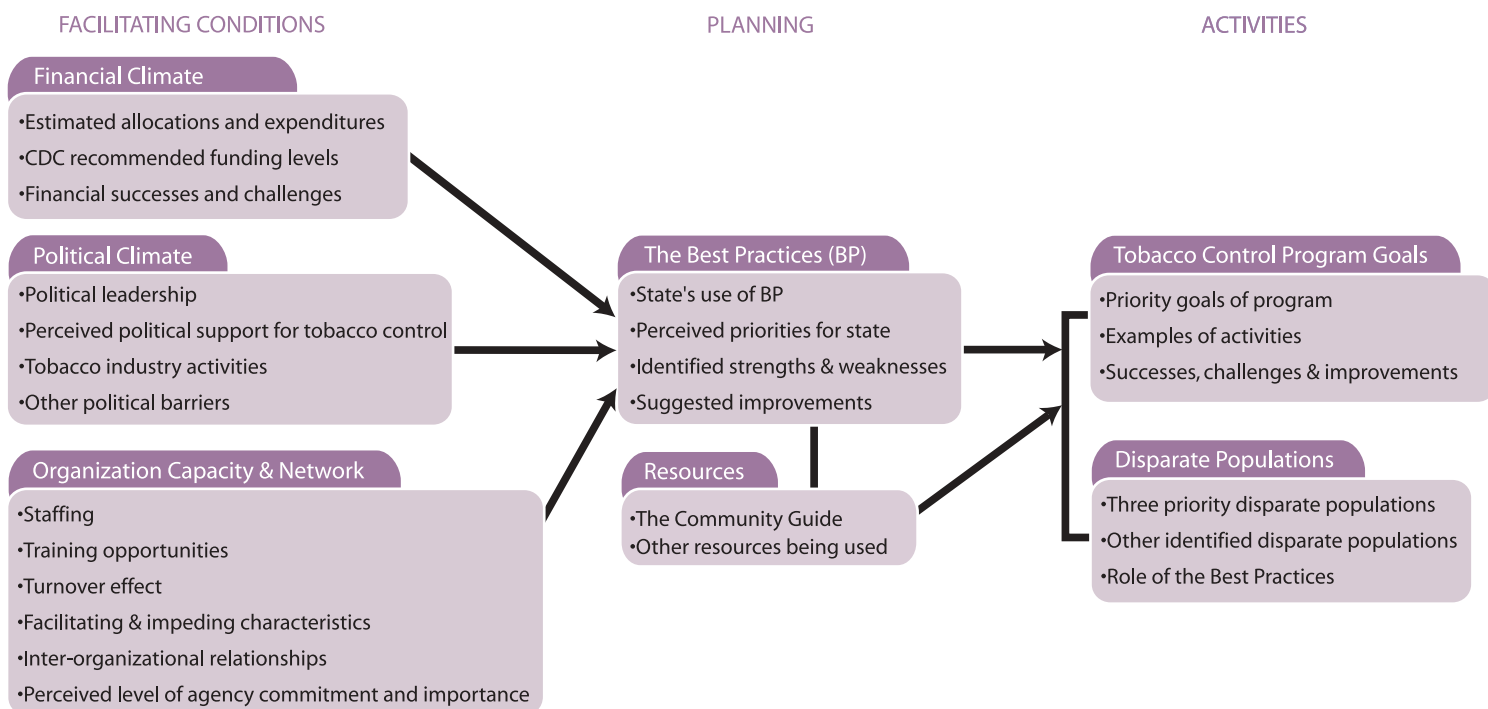 FACILITATING CONDITIONS
Financial Climate
•Estimated allocations and expenditures
•CDC recommended funding levels
•Financial successes and challenges
Political Climate
•Political leadership
•Perceived political support for tobacco control
•Tobacco industry activities
•Other political barriers
Organization Capacity & Network
•Staffing
•Training opportunities
•Turnover effect
•Facilitating & impeding characteristics
•Inter-organizational relationships
•Perceived level of agency commitment and importance
PLANNING
The Best Practices (BP)
•State's use of BP
•Perceived priorities for state
•Identified strengths & weaknesses
•Suggested improvements
Resources
•The Community Guide
•Other resources being used
ACTIVITIES
Tobacco Control Program Goals
•Priority goals of program
•Examples of activities
•Successes, challenges & improvements
Disparate Populations
•Three priority disparate populations
•Other identified disparate populations
•Role of the Best Practices